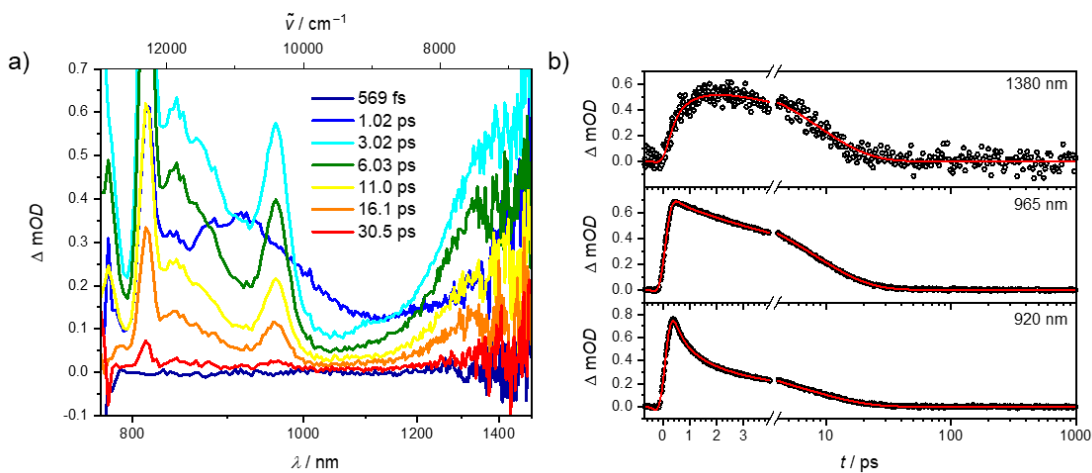 ṽ / cm⁻¹
12000 10000 8000
a)
0.7
0.6
0.5
0.4
0.3
0.2
0.1
0.0
-0.1
Δ mOD
569 fs
1.02 ps
3.02 ps
6.03 ps
11.0 ps
16.1 ps
30.5 ps
800 1000 1200 1400
λ / nm
b)
1380 nm
0.6
0.4
0.2
0.0
Δ mOD
965 nm
0.6
0.4
0.2
0.0
Δ mOD
920 nm
0.6
0.4
0.2
0.0
Δ mOD
0 1 2 3 10 100 1000
t / ps